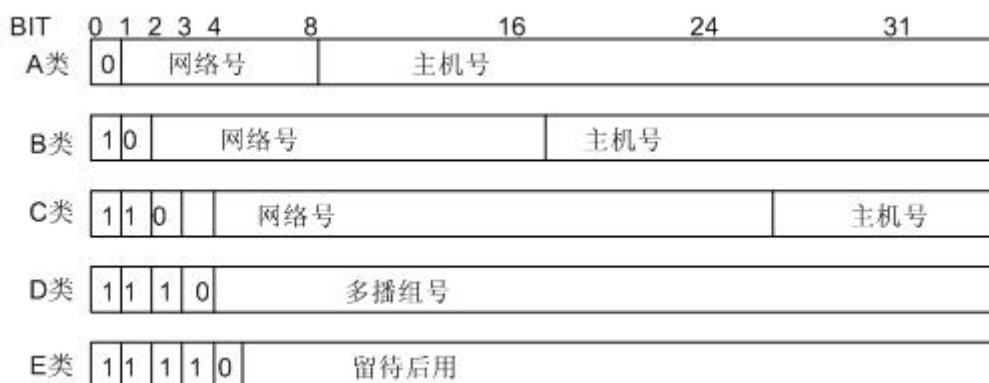 BIT 0 1 2 3 4 8 16 24 31
A类 0 网络号 主机号
B类 1 0 网络号 主机号
C类 1 1 0 网络号 主机号
D类 1 1 1 0 多播组号
E类 1 1 1 1 0 留待后用